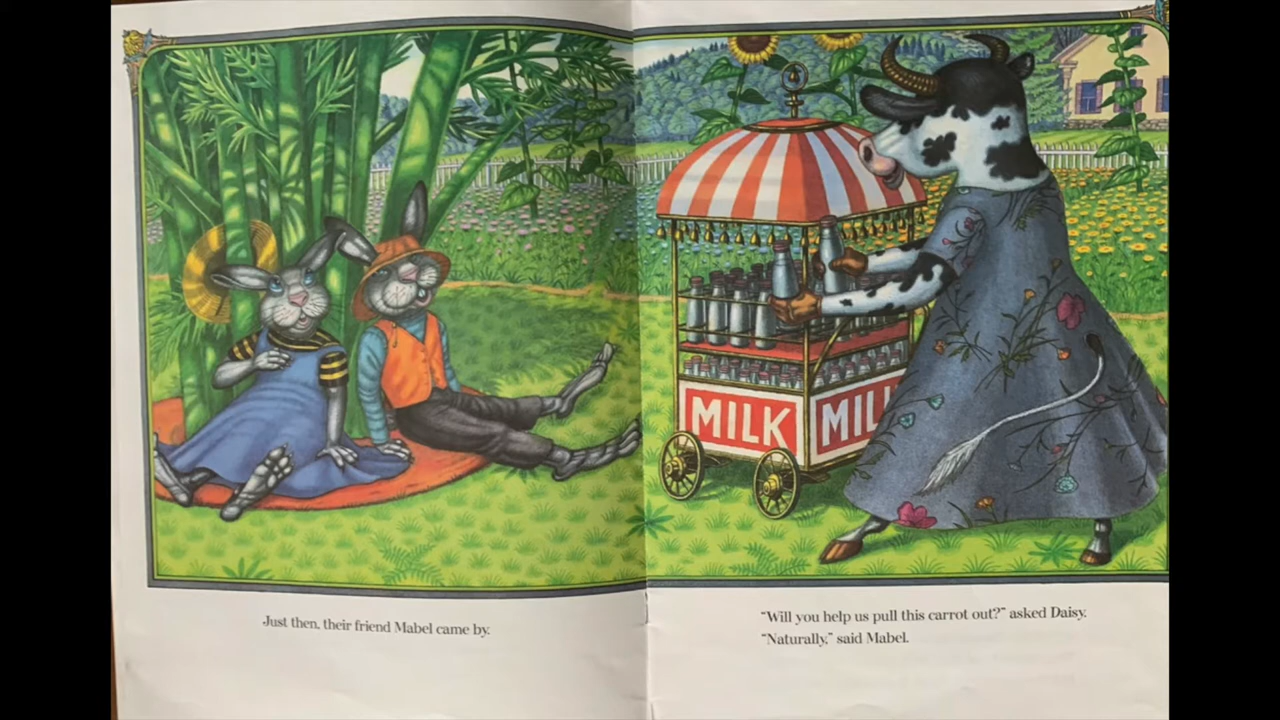 MILK
MIL
Just then, their friend Mabel came by.
“Will you help us pull this carrot out?” asked Daisy.
“Naturally,” said Mabel.